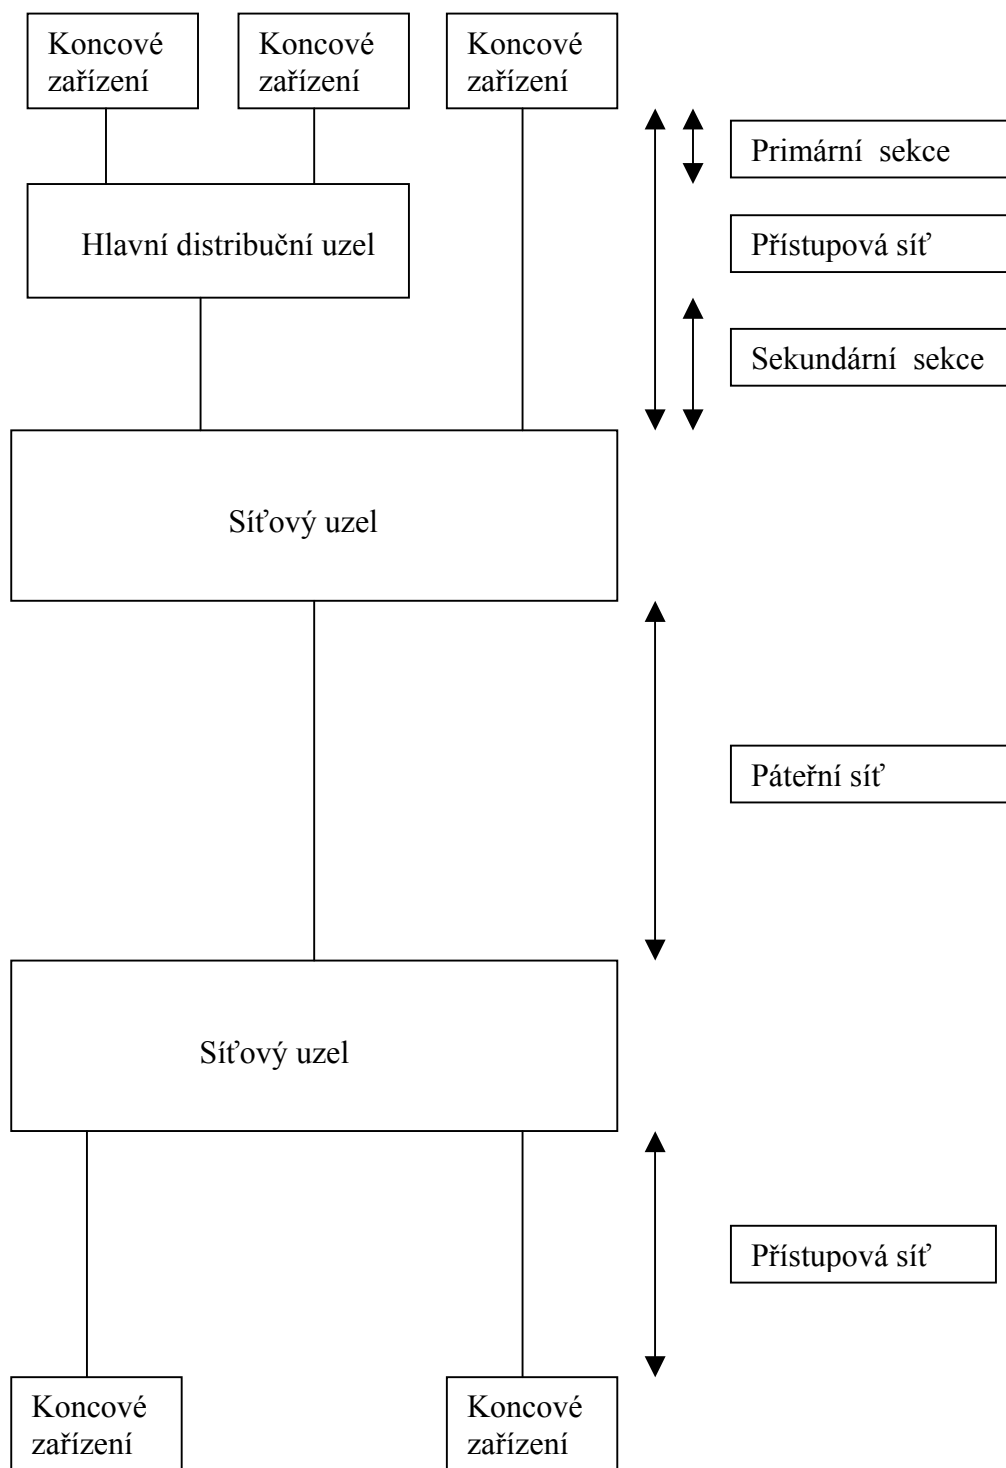 Koncové
zařízení
Koncové
zařízení
Koncové
zařízení
Primární sekce
Hlavní distribuční uzel
Přístupová síť
Sekundární sekce
Síťový uzel
Páteřní síť
Síťový uzel
Přístupová síť
Koncové
zařízení
Koncové
zařízení